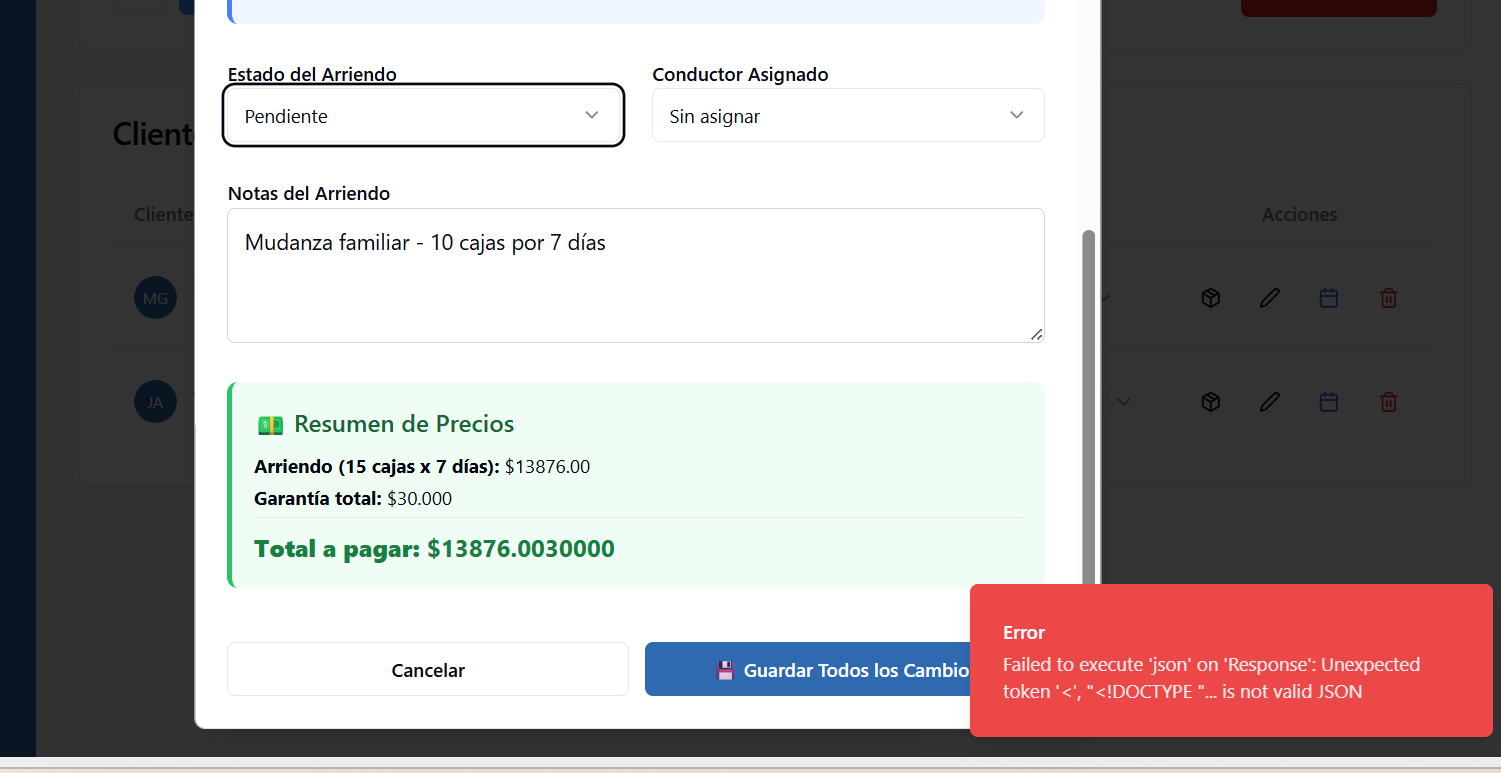 Estado del Arriendo
Conductor Asignado
Pendiente
Sin asignar
Client
Notas del Arriendo
Cliente
Acciones
Mudanza familiar - 10 cajas por 7 días
MG
JA
Resumen de Precios
Arriendo (15 cajas x 7 días): $13876.00
Garantía total: $30.000
Total a pagar: $13876.0030000
Cancelar
Guardar Todos los Cambio
Error
Failed to execute 'json' on 'Response': Unexpected
token '<', "<!DOCTYPE "... is not valid JSON